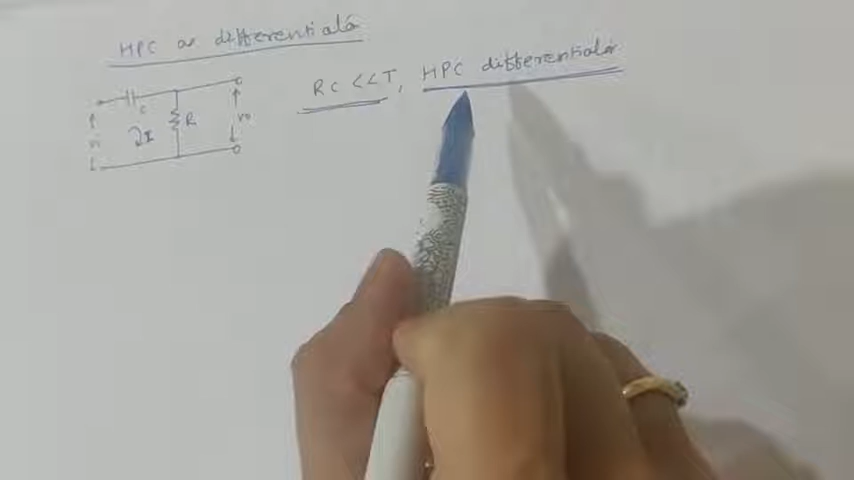 HPC as differentiator
RC <<T, HPC differentiator
C
vi
I
R
vo